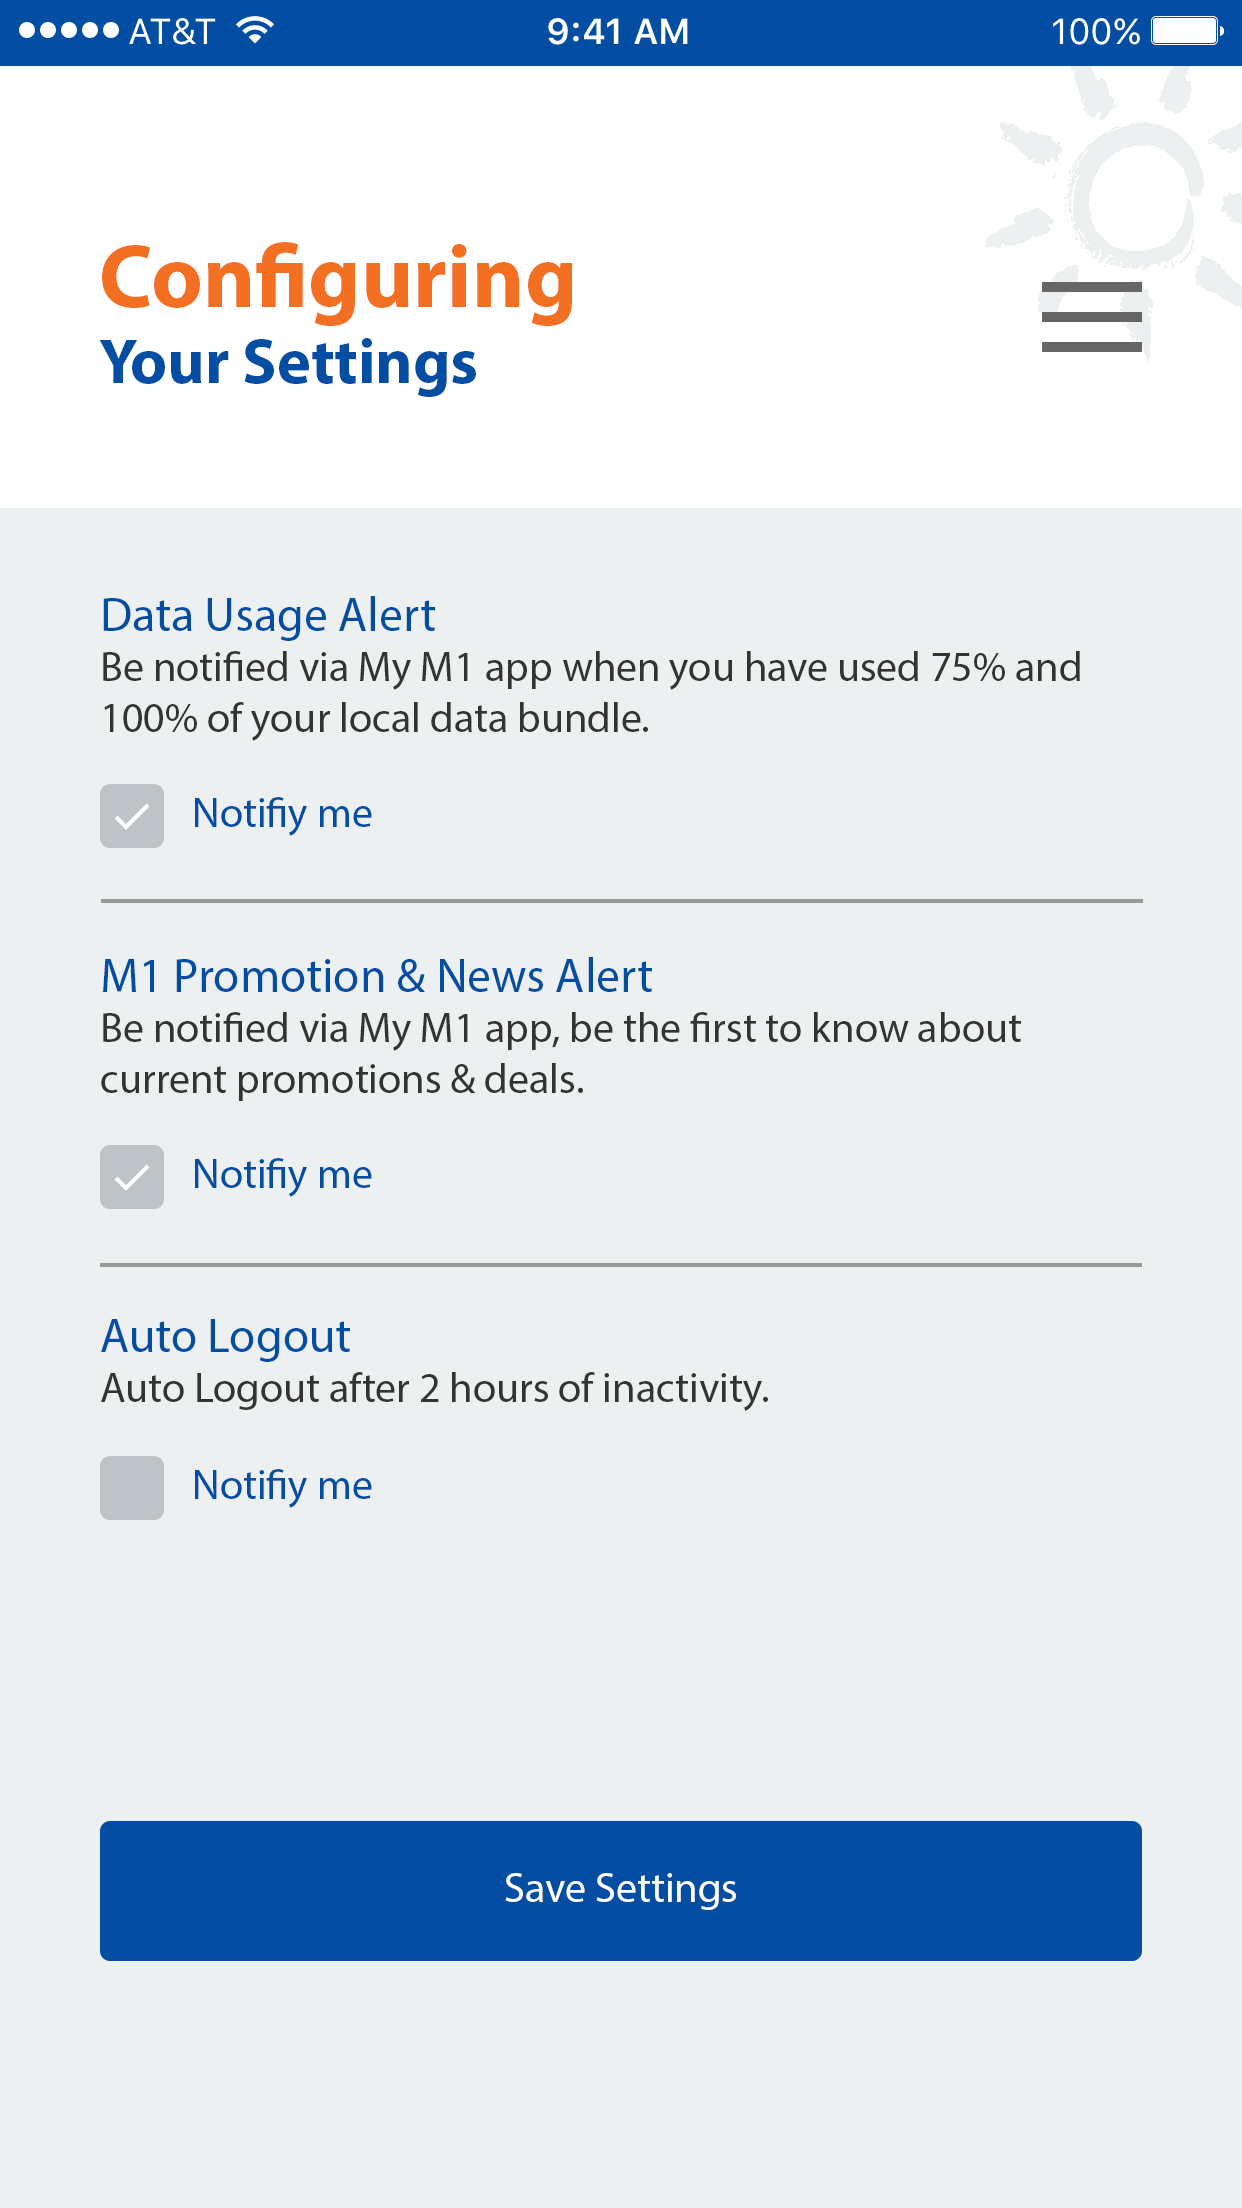 AT&T 9:41 AM 100%
Configuring
Your Settings
Data Usage Alert
Be notified via My M1 app when you have used 75% and
100% of your local data bundle.
Notifiy me
M1 Promotion & News Alert
Be notified via My M1 app, be the first to know about
current promotions & deals.
Notifiy me
Auto Logout
Auto Logout after 2 hours of inactivity.
Notifiy me
Save Settings